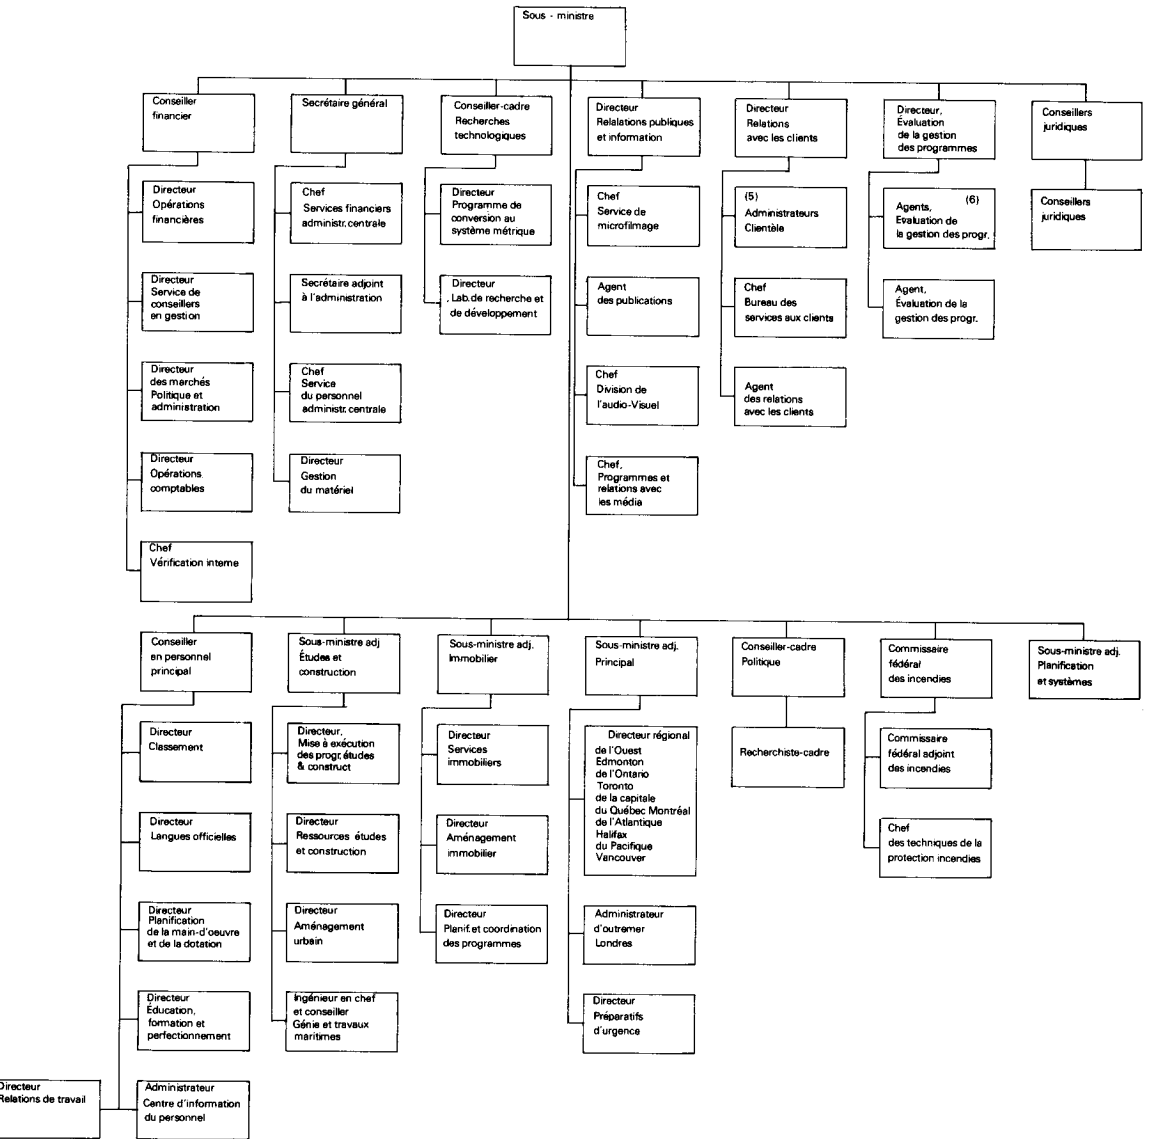 Sous - ministre
Conseiller
financier
Secrétaire général
Conseiller-cadre
Recherches
technologiques
Directeur
Relalations publiques
et information
Directeur
Relations
avec les clients
Directeur,
Évaluation
de la gestion
des programmes
Conseillers
juridiques
Directeur
Opérations
financières
Chef
Services financiers
administr. centrale
Directeur
Programme de
conversion au
système métrique
Chef
Service de
microfilmage
(5)
Administrateurs
Clientèle
(6)
Agents,
Evaluation de
la gestion des progr.
Conseillers
juridiques
Directeur
Service de
conseillers
en gestion
Secrétaire adjoint
à l'administration
Directeur
, Lab. de recherche et
de développement
Agent
des publications
Chef
Bureau des
services aux clients
Agent,
Évaluation de la
gestion des progr.
Directeur
des marchés
Politique et
administration
Chef
Service
du personnel
administr. centrale
Chef
Division de
l'audio-Visuel
Agent
des relations
avec les clients
Directeur
Opérations
comptables
Directeur
Gestion
du matériel
Chef,
Programmes et
relations avec
les média
Chef
Vérification interne
Conseiller
en personnel
principal
Sous-ministre adj
Études et
construction
Sous-ministre adj.
Immobilier
Sous-ministre adj.
Principal
Conseiller-cadre
Politique
Commissaire
fédéral
des incendies
Sous-ministre adj.
Planification
et systèmes
Directeur
Classement
Directeur,
Mise à exécution
des progr. études
& construct
Directeur
Services
immobiliers
Directeur régional
de l'Ouest
Edmonton
de l'Ontario
Toronto
de la capitale
du Québec Montréal
de l'Atlantique
Halifax
du Pacifique
Vancouver
Recherchiste-cadre
Commissaire
fédéral adjoint
des incendies
Directeur
Langues officielles
Directeur
Ressources études
et construction
Directeur
Aménagement
immobilier
Chef
des techniques de la
protection incendies
Directeur
Planification
de la main-d'oeuvre
et de la dotation
Directeur
Aménagement
urbain
Directeur
Planif. et coordination
des programmes
Administrateur
d'outremer
Londres
Directeur
Éducation,
formation et
perfectionnement
Ingénieur en chef
et conseiller
Génie et travaux
maritimes
Directeur
Préparatifs
d'urgence
Directeur
Relations de travail
Administrateur
Centre d'information
du personnel